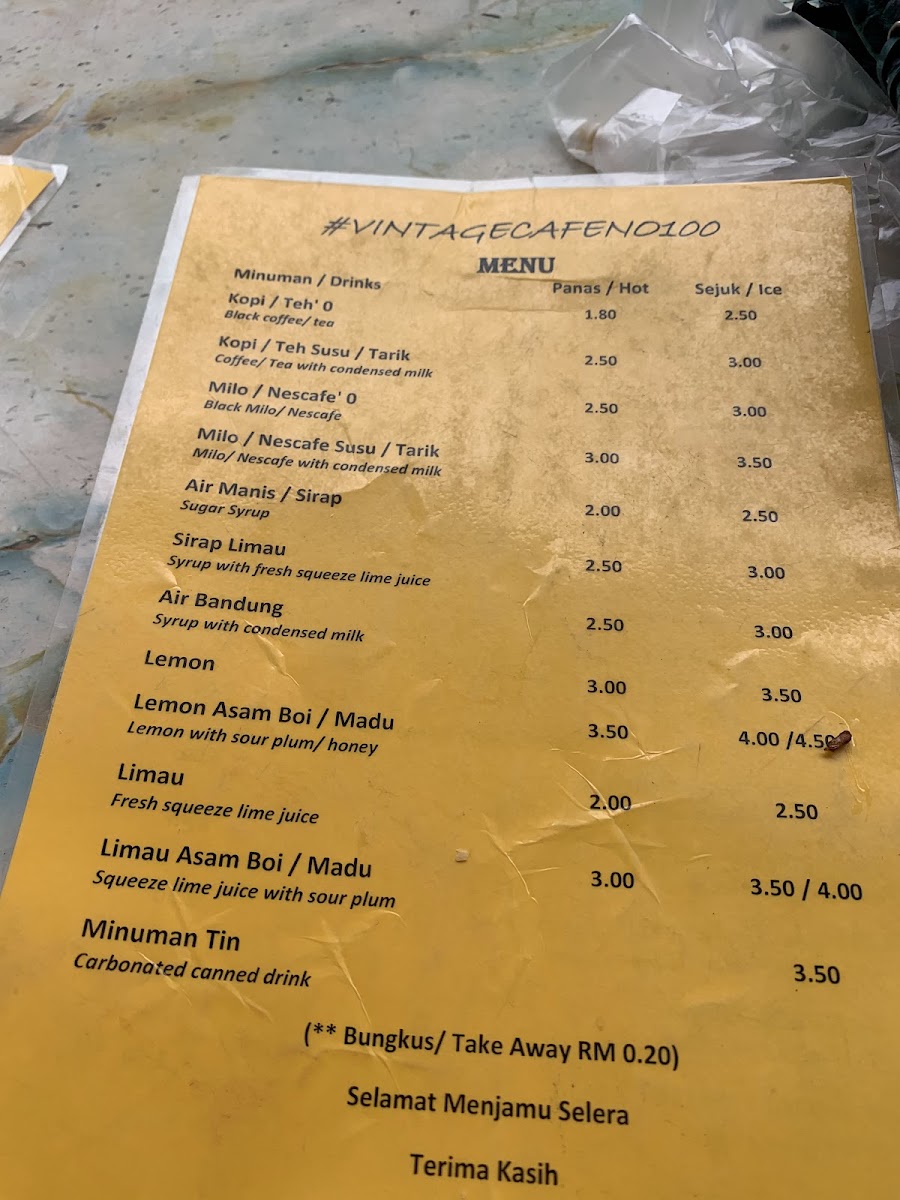 #VINTAGECAFENO100
MENU
Minuman / Drinks Panas / Hot Sejuk / Ice
Kopi / Teh' O 1.80 2.50
Black coffee/ tea
Kopi / Teh Susu / Tarik 2.50 3.00
Coffee/ Tea with condensed milk
Milo / Nescafe' O 2.50 3.00
Black Milo/ Nescafe
Milo / Nescafe Susu / Tarik 3.00 3.50
Milo/ Nescafe with condensed milk
Air Manis / Sirap 2.00 2.50
Sugar Syrup
Sirap Limau 2.50 3.00
Syrup with fresh squeeze lime juice
Air Bandung 2.50 3.00
Syrup with condensed milk
Lemon 3.00 3.50
Lemon Asam Boi / Madu 3.50 4.00 /4.50
Lemon with sour plum/ honey
Limau 2.00 2.50
Fresh squeeze lime juice
Limau Asam Boi / Madu 3.00 3.50 / 4.00
Squeeze lime juice with sour plum
Minuman Tin 3.50
Carbonated canned drink
(** Bungkus/ Take Away RM 0.20)
Selamat Menjamu Selera
Terima Kasih